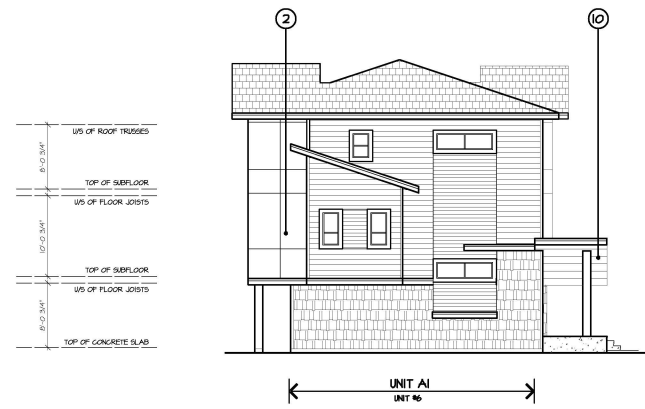 2
10
U/S OF ROOF TRUSSES
8'-0 3/4"
TOP OF SUBFLOOR
U/S OF FLOOR JOISTS
10'-0 3/4"
TOP OF SUBFLOOR
U/S OF FLOOR JOISTS
8'-0 3/4"
TOP OF CONCRETE SLAB
UNIT A1
UNIT #6